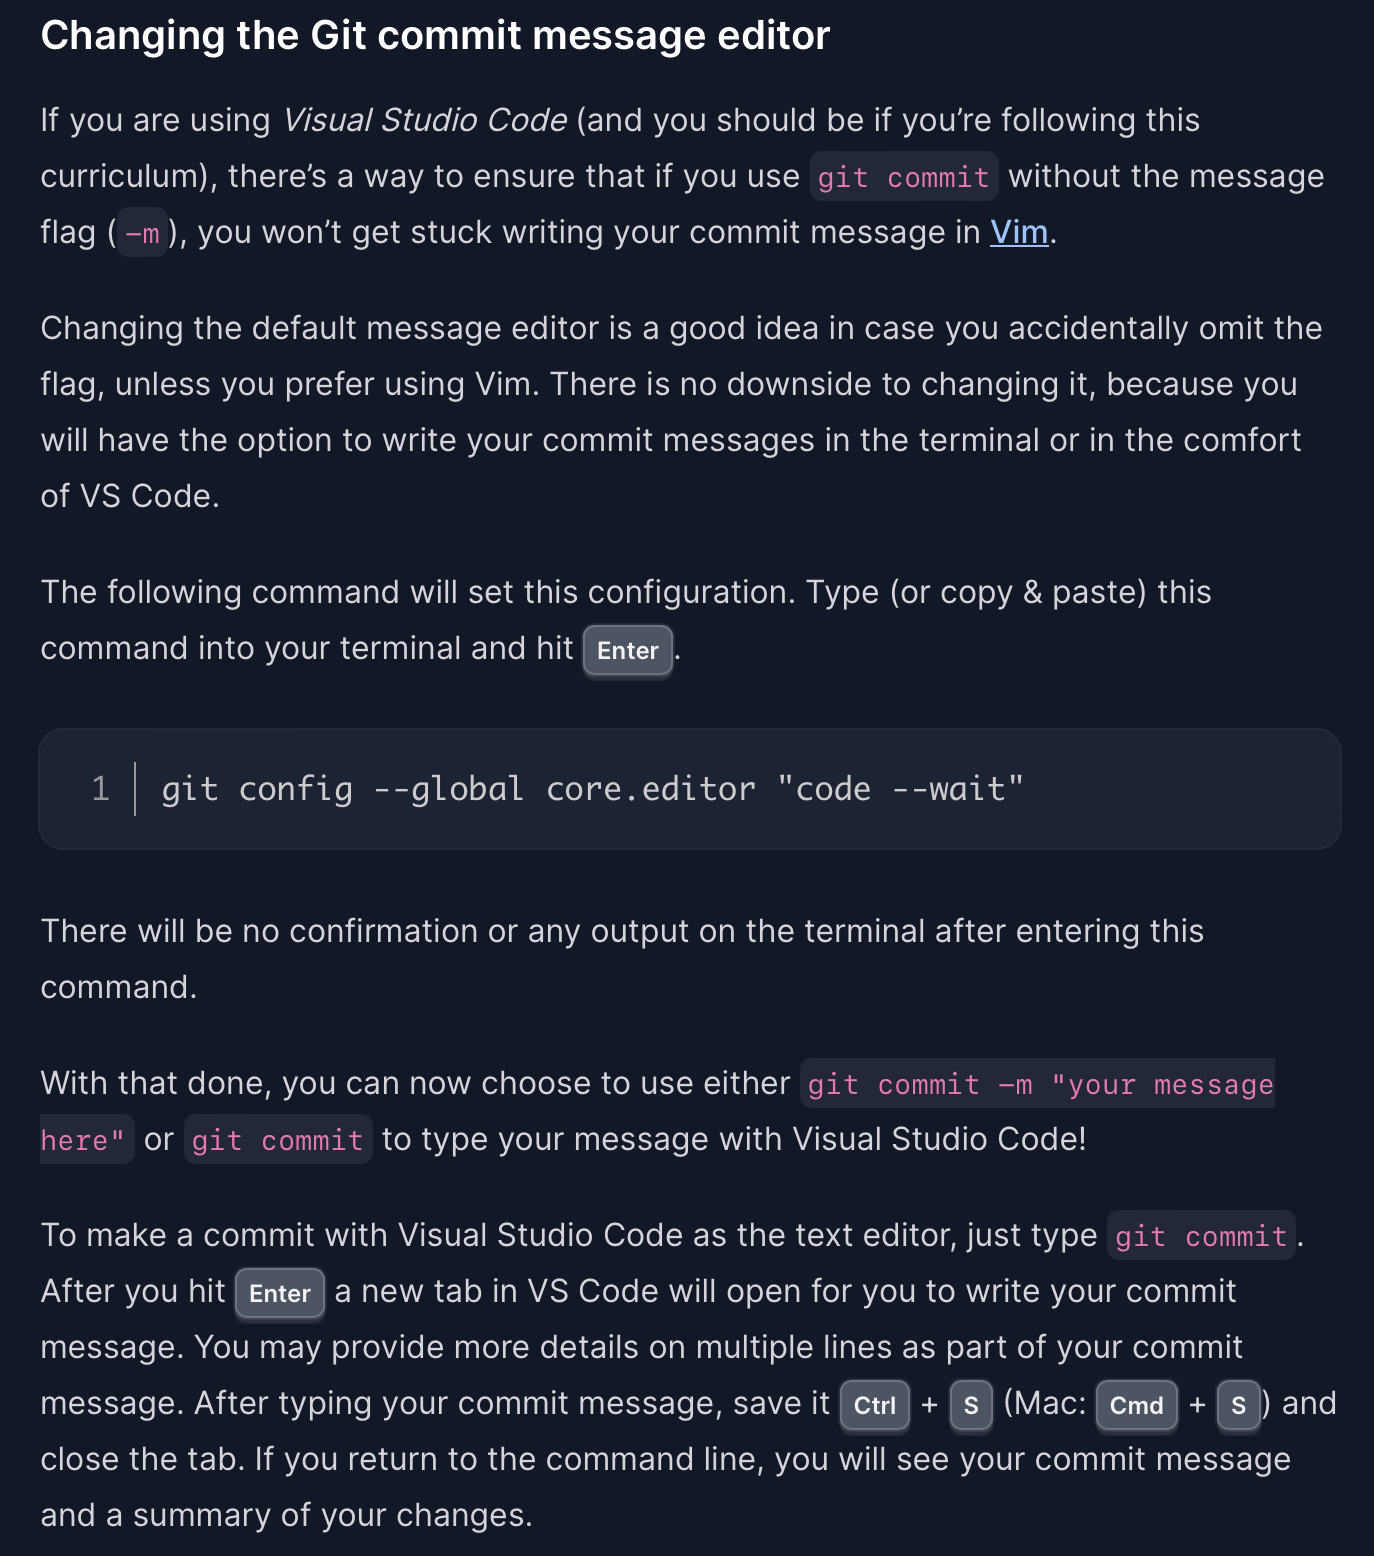 Changing the Git commit message editor
If you are using Visual Studio Code (and you should be if you’re following this
curriculum), there’s a way to ensure that if you use git commit without the message
flag (-m), you won’t get stuck writing your commit message in Vim.
Changing the default message editor is a good idea in case you accidentally omit the
flag, unless you prefer using Vim. There is no downside to changing it, because you
will have the option to write your commit messages in the terminal or in the comfort
of VS Code.
The following command will set this configuration. Type (or copy & paste) this
command into your terminal and hit Enter.
1 git config --global core.editor "code --wait"
There will be no confirmation or any output on the terminal after entering this
command.
With that done, you can now choose to use either git commit -m "your message
here" or git commit to type your message with Visual Studio Code!
To make a commit with Visual Studio Code as the text editor, just type git commit.
After you hit Enter a new tab in VS Code will open for you to write your commit
message. You may provide more details on multiple lines as part of your commit
message. After typing your commit message, save it Ctrl + S (Mac: Cmd + S) and
close the tab. If you return to the command line, you will see your commit message
and a summary of your changes.